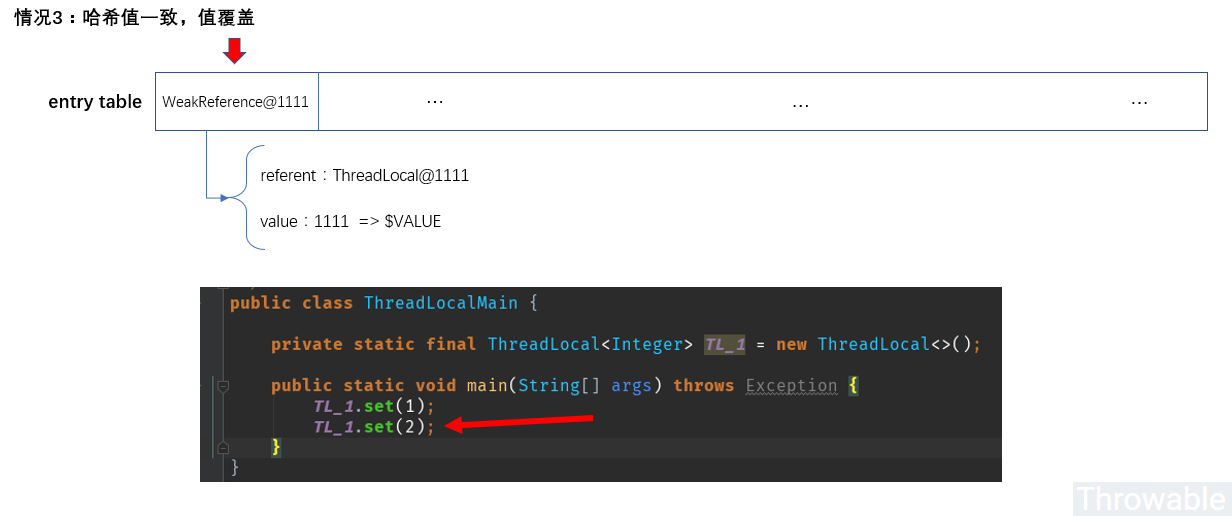 情况3：哈希值一致，值覆盖
entry table
WeakReference@1111 ... ... ...
referent：ThreadLocal@1111
value：1111 => $VALUE
public class ThreadLocalMain {
private static final ThreadLocal<Integer> TL_1 = new ThreadLocal<>();
public static void main(String[] args) throws Exception {
TL_1.set(1);
TL_1.set(2);
}
}
Throwable